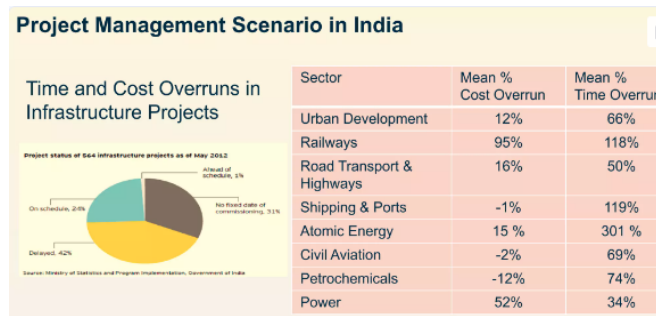 Project Management Scenario in India
Time and Cost Overruns in
Infrastructure Projects
Project status of 564 infrastructure projects as of May 2012
Ahead of
schedule, 1%
On schedule, 24%
No fixed date of
commissioning, 31%
Delayed, 42%
Source: Ministry of Statistics and Program Implementation, Government of India
Sector Mean % Mean %
Cost Overrun Time Overrun
Urban Development 12% 66%
Railways 95% 118%
Road Transport & 16% 50%
Highways
Shipping & Ports -1% 119%
Atomic Energy 15 % 301 %
Civil Aviation -2% 69%
Petrochemicals -12% 74%
Power 52% 34%